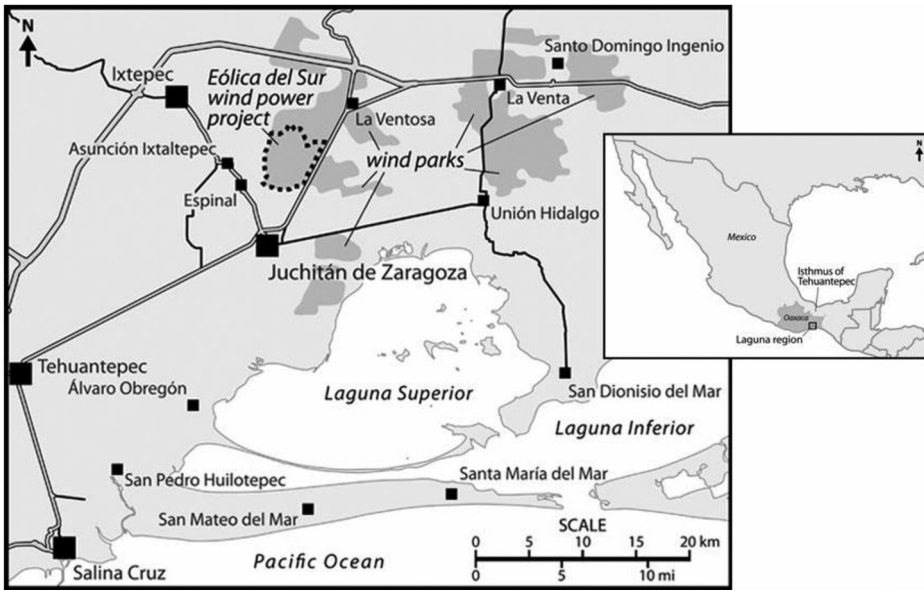 N
Ixtepec
Eólica del Sur
wind power
project
Santo Domingo Ingenio
La Venta
La Ventosa
Asunción Ixtaltepec
wind parks
Espinal
Unión Hidalgo
Juchitán de Zaragoza
Tehuantepec
Álvaro Obregón
Laguna Superior
San Dionisio del Mar
Laguna Inferior
San Pedro Huilotepec
Santa María del Mar
San Mateo del Mar
SCALE
0 5 10 15 20 km
0 5 10 mi
Pacific Ocean
Salina Cruz
N
Mexico
Isthmus of
Tehuantepec
Oaxaca
Laguna region